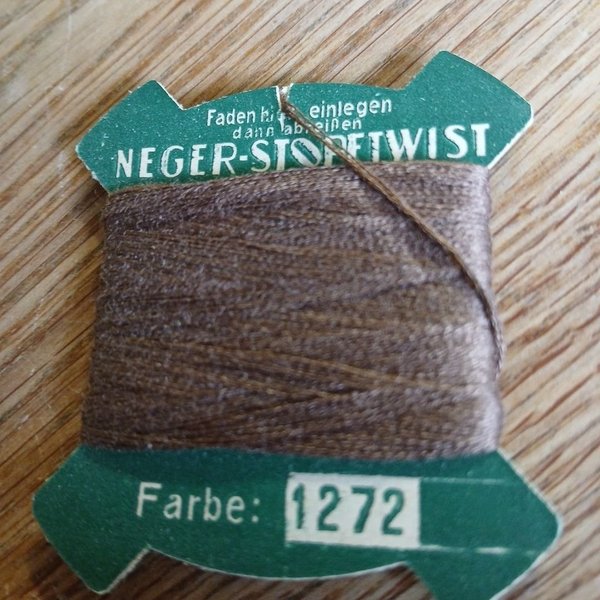 Faden hier einlegen
dann abreißen
NEGER-STOPFTWIST
Farbe: 1272